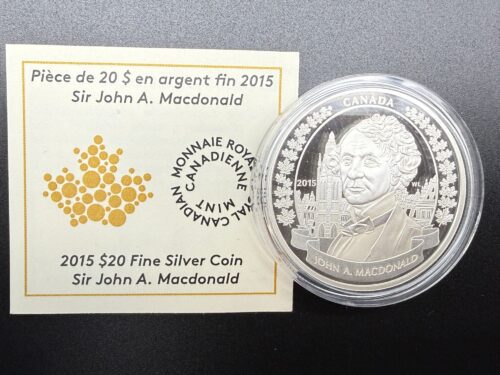 Pièce de 20 $ en argent fin 2015
Sir John A. Macdonald
MONNAIE ROYALE CANADIENNE
ROYAL CANADIAN MINT
2015 $20 Fine Silver Coin
Sir John A. Macdonald
CANADA
2015
WL
JOHN A. MACDONALD